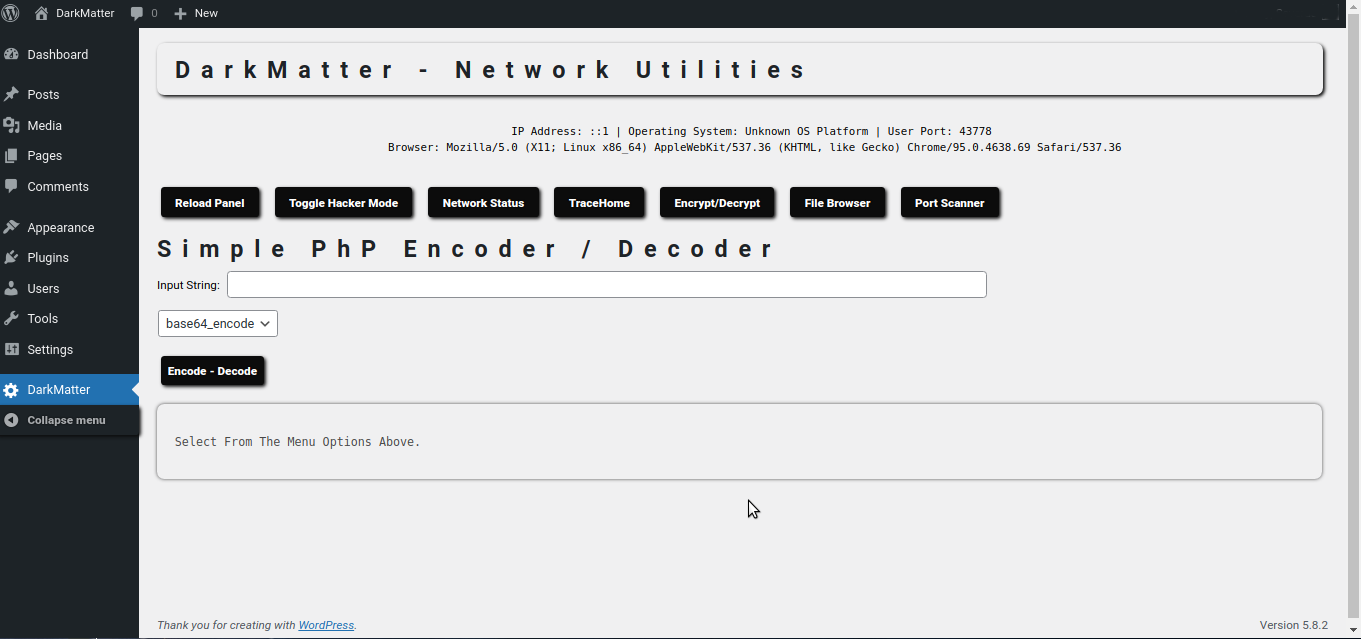 DarkMatter 0 New
Dashboard
Posts
Media
Pages
Comments
Appearance
Plugins
Users
Tools
Settings
DarkMatter
Collapse menu
DarkMatter - Network Utilities
IP Address: ::1 | Operating System: Unknown OS Platform | User Port: 43778
Browser: Mozilla/5.0 (X11; Linux x86_64) AppleWebKit/537.36 (KHTML, like Gecko) Chrome/95.0.4638.69 Safari/537.36
Reload Panel Toggle Hacker Mode Network Status TraceHome Encrypt/Decrypt File Browser Port Scanner
Simple PhP Encoder / Decoder
Input String:
base64_encode
Encode - Decode
Select From The Menu Options Above.
Thank you for creating with WordPress. Version 5.8.2